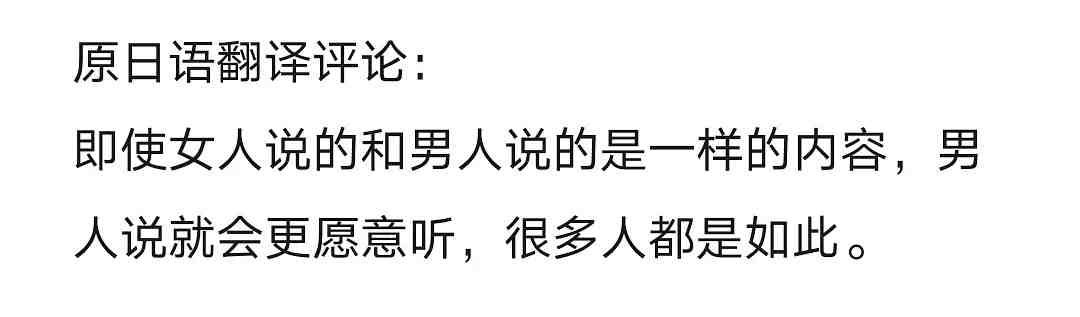 原日语翻译评论：
即使女人说的和男人说的是一样的内容，男
人说就会更愿意听，很多人都是如此。